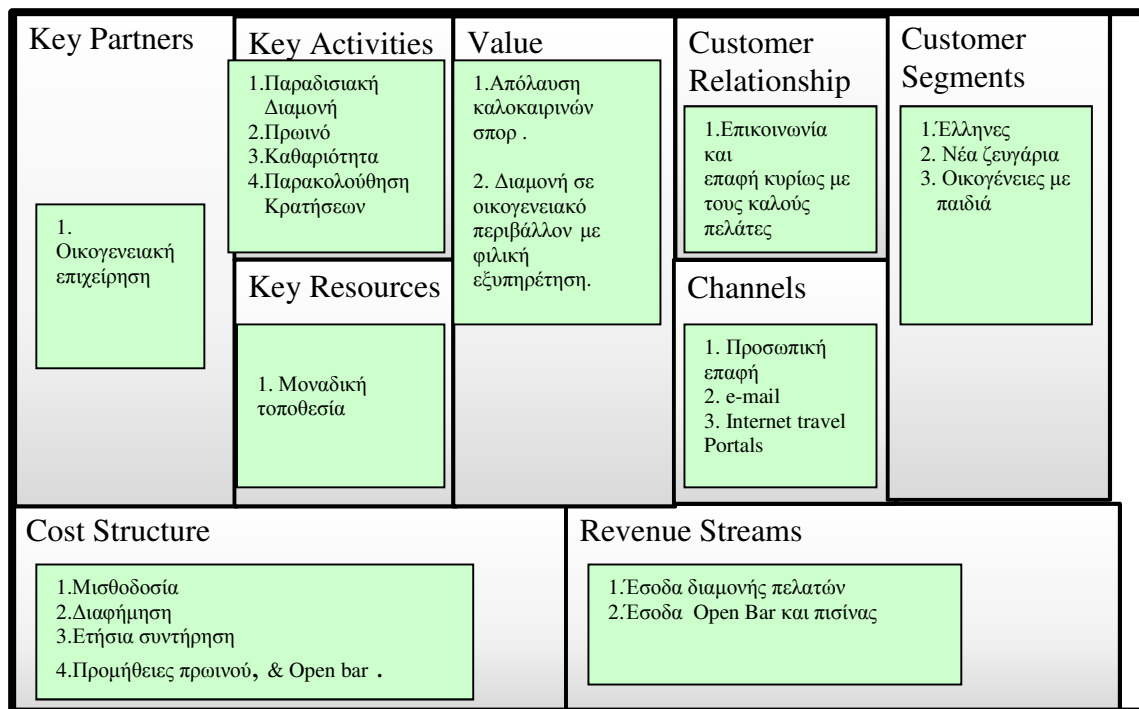 Key Partners
1.
Οικογενειακή
επιχείρηση
Key Activities
1.Παραδισιακή
Διαμονή
2.Πρωινό
3.Καθαριότητα
4.Παρακολούθηση
Κρατήσεων
Key Resources
1. Μοναδική
τοποθεσία
Value
1.Απόλαυση
καλοκαιρινών
σπορ .
2. Διαμονή σε
οικογενειακό
περιβάλλον με
φιλική
εξυπηρέτηση.
Customer
Relationship
1.Επικοινωνία
και
επαφή κυρίως με
τους καλούς
πελάτες
Channels
1. Προσωπική
επαφή
2. e-mail
3. Internet travel
Portals
Customer
Segments
1.Έλληνες
2. Νέα ζευγάρια
3. Οικογένειες με
παιδιά
Cost Structure
1.Μισθοδοσία
2.Διαφήμηση
3.Ετήσια συντήρηση
4.Προμήθειες πρωινού, & Open bar .
Revenue Streams
1.Έσοδα διαμονής πελατών
2.Έσοδα Open Bar και πισίνας